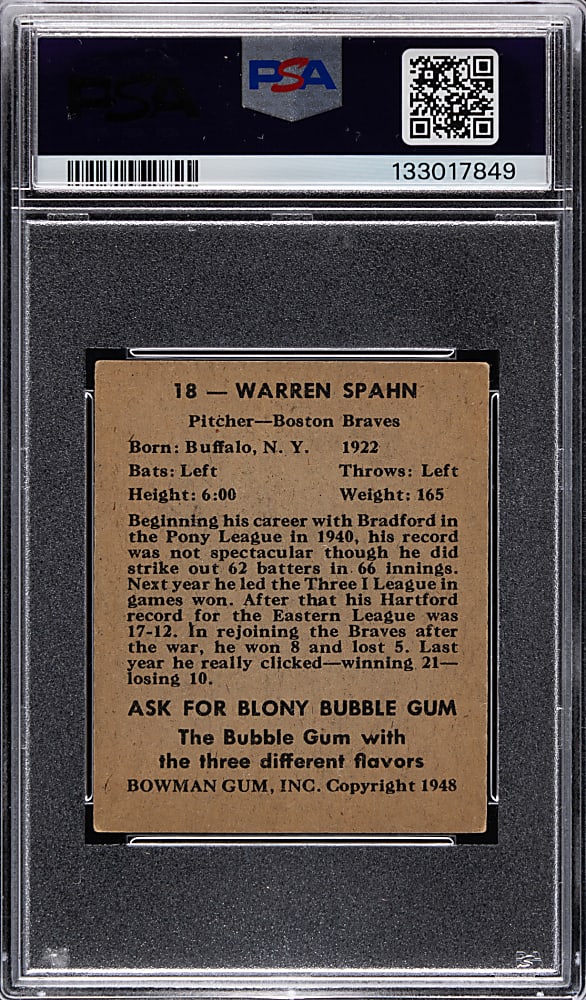 PSA
PSA
133017849
18 — WARREN SPAHN
Pitcher—Boston Braves
Born: Buffalo, N. Y. 1922
Bats: Left Throws: Left
Height: 6:00 Weight: 165
Beginning his career with Bradford in
the Pony League in 1940, his record
was not spectacular though he did
strike out 62 batters in 66 innings.
Next year he led the Three I League in
games won. After that his Hartford
record for the Eastern League was
17-12. In rejoining the Braves after
the war, he won 8 and lost 5. Last
year he really clicked—winning 21—
losing 10.
ASK FOR BLONY BUBBLE GUM
The Bubble Gum with
the three different flavors
BOWMAN GUM, INC. Copyright 1948
PSA